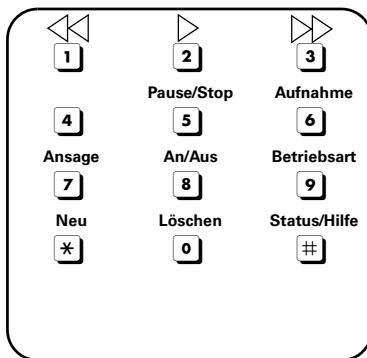 1 2 3
Pause/Stop Aufnahme
4 5 6
Ansage An/Aus Betriebsart
7 8 9
Neu Löschen Status/Hilfe
* 0 #